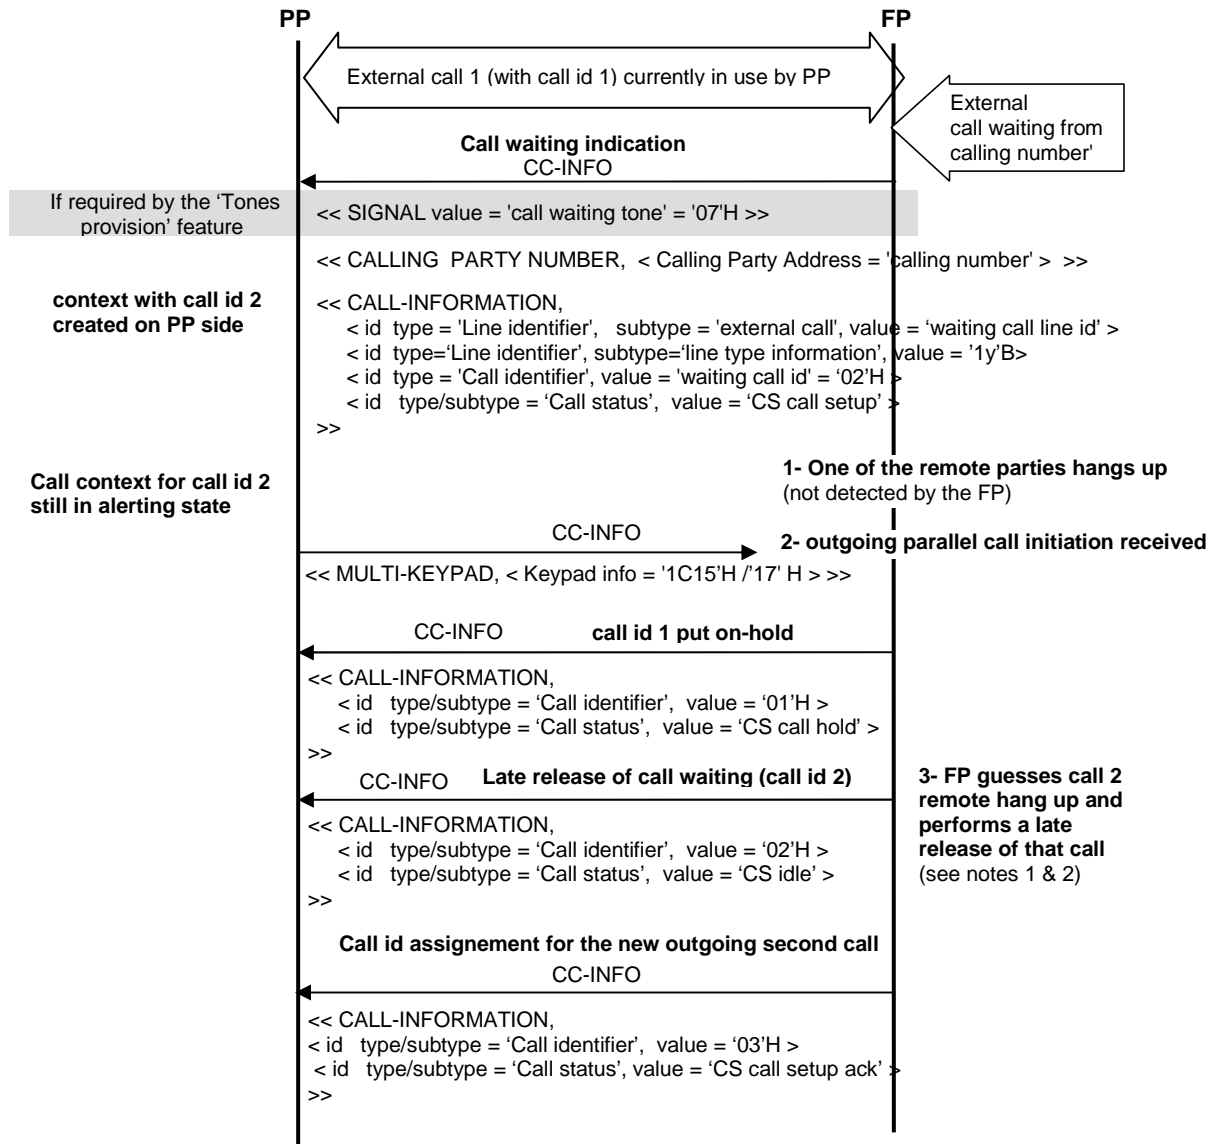 PP
FP
External call 1 (with call id 1) currently in use by PP
External
call waiting from
calling number'
Call waiting indication
CC-INFO
If required by the ‘Tones
provision’ feature
<< SIGNAL value = 'call waiting tone' = '07'H >>
<< CALLING PARTY NUMBER, < Calling Party Address = 'calling number' > >>
context with call id 2
created on PP side
<< CALL-INFORMATION,
< id type = 'Line identifier', subtype = 'external call', value = ‘waiting call line id’ >
< id type=‘Line identifier’, subtype=‘line type information’, value = ’1y’B>
< id type = 'Call identifier', value = 'waiting call id' = ‘02’H >
< id type/subtype = ‘Call status’, value = ‘CS call setup’ >
>>
Call context for call id 2
still in alerting state
1- One of the remote parties hangs up
(not detected by the FP)
CC-INFO
2- outgoing parallel call initiation received
<< MULTI-KEYPAD, < Keypad info = '1C15’H /’17' H > >>
CC-INFO call id 1 put on-hold
<< CALL-INFORMATION,
< id type/subtype = ‘Call identifier’, value = ‘01’H >
< id type/subtype = ‘Call status’, value = ‘CS call hold’ >
>>
CC-INFO Late release of call waiting (call id 2)
3- FP guesses call 2
remote hang up and
performs a late
release of that call
(see notes 1 & 2)
<< CALL-INFORMATION,
< id type/subtype = ‘Call identifier’, value = ‘02’H >
< id type/subtype = ‘Call status’, value = ‘CS idle’ >
>>
Call id assignement for the new outgoing second call
CC-INFO
<< CALL-INFORMATION,
< id type/subtype = ‘Call identifier’, value = ‘03’H >
< id type/subtype = ‘Call status’, value = ‘CS call setup ack’ >
>>